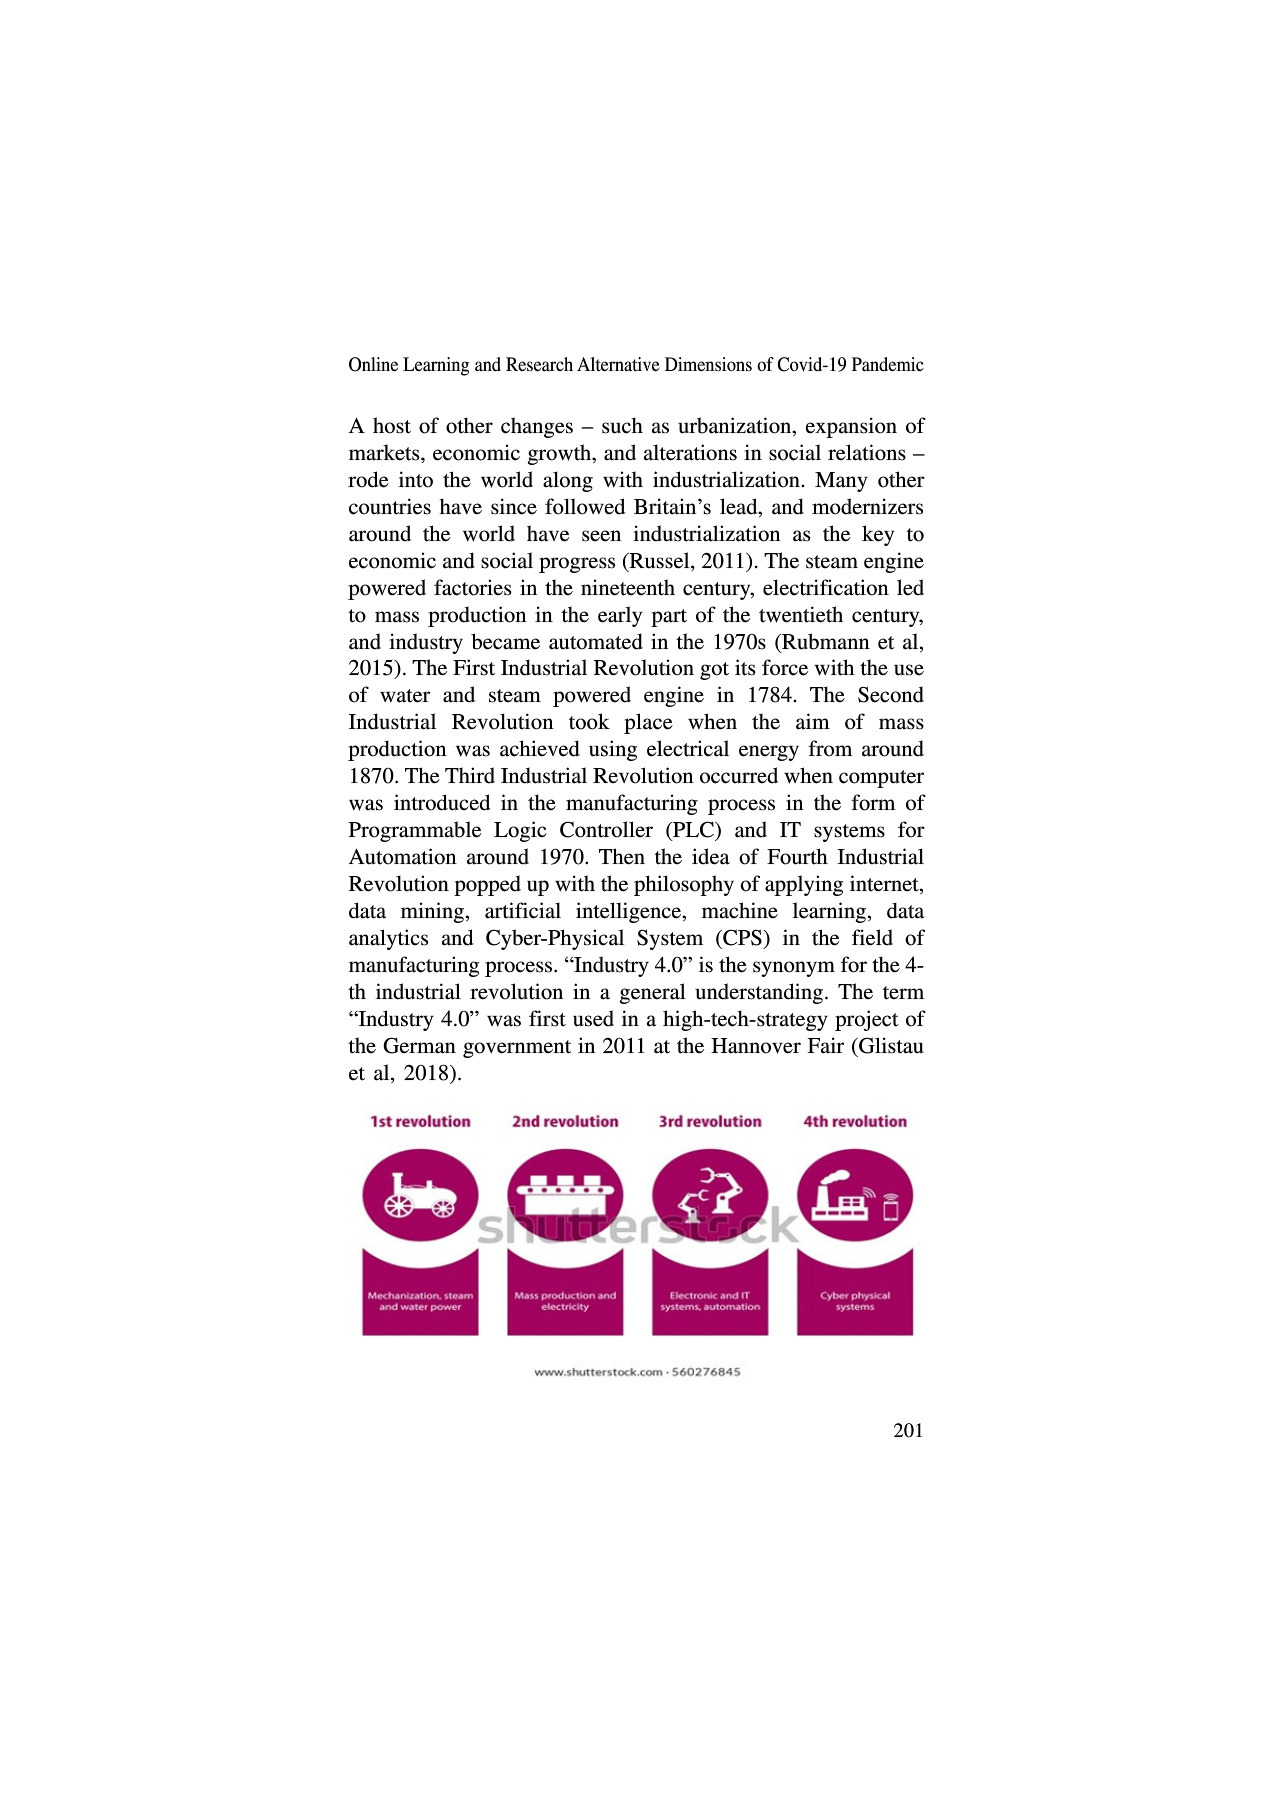 Online Learning and Research Alternative Dimensions of Covid-19 Pandemic
A host of other changes – such as urbanization, expansion of
markets, economic growth, and alterations in social relations –
rode into the world along with industrialization. Many other
countries have since followed Britain’s lead, and modernizers
around the world have seen industrialization as the key to
economic and social progress (Russel, 2011). The steam engine
powered factories in the nineteenth century, electrification led
to mass production in the early part of the twentieth century,
and industry became automated in the 1970s (Rubmann et al,
2015). The First Industrial Revolution got its force with the use
of water and steam powered engine in 1784. The Second
Industrial Revolution took place when the aim of mass
production was achieved using electrical energy from around
1870. The Third Industrial Revolution occurred when computer
was introduced in the manufacturing process in the form of
Programmable Logic Controller (PLC) and IT systems for
Automation around 1970. Then the idea of Fourth Industrial
Revolution popped up with the philosophy of applying internet,
data mining, artificial intelligence, machine learning, data
analytics and Cyber-Physical System (CPS) in the field of
manufacturing process. “Industry 4.0” is the synonym for the 4-
th industrial revolution in a general understanding. The term
“Industry 4.0” was first used in a high-tech-strategy project of
the German government in 2011 at the Hannover Fair (Glistau
et al, 2018).
1st revolution 2nd revolution 3rd revolution 4th revolution
shutterstock
Mechanization, steam
and water power
Mass production and
electricity
Electronic and IT
systems, automation
Cyber physical
systems
www.shutterstock.com · 560276845
201